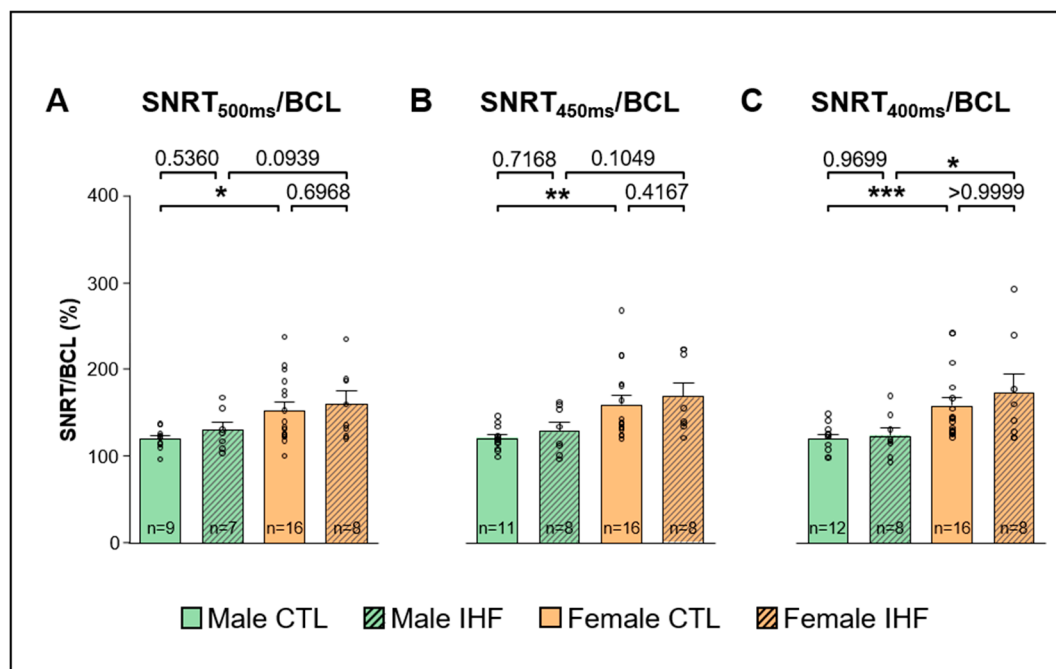 A SNRT500ms/BCL
B SNRT450ms/BCL
C SNRT400ms/BCL
0.5360 0.0939
* 0.6968
0.7168 0.1049
** 0.4167
0.9699 *
*** >0.9999
SNRT/BCL (%)
400
300
200
100
0
n=9 n=7 n=16 n=8
n=11 n=8 n=16 n=8
n=12 n=8 n=16 n=8
Male CTL Male IHF Female CTL Female IHF